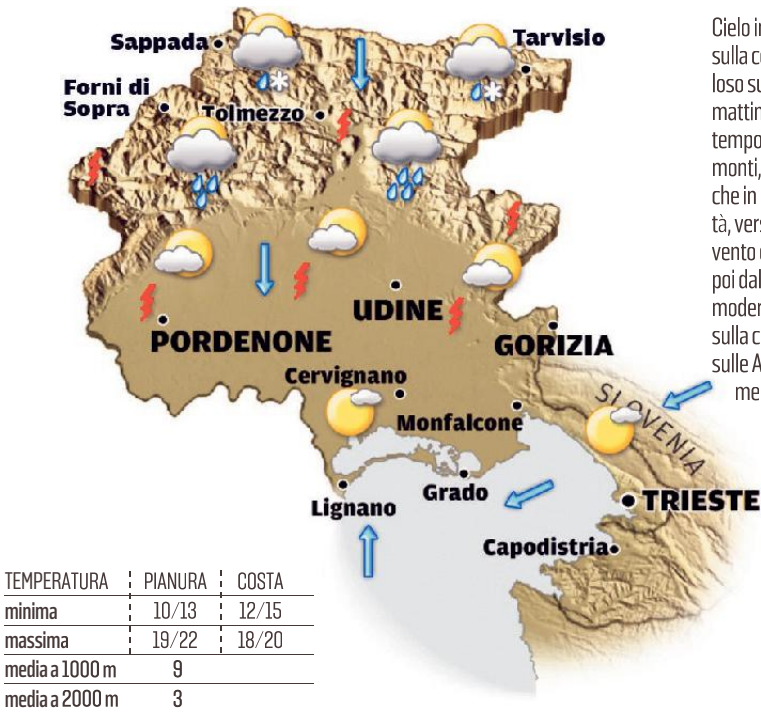 Sappada
Tarvisio
Forni di
Sopra
Tolmezzo
UDINE
PORDENONE
GORIZIA
Cervignano
Monfalcone
SLOVENIA
Lignano
Grado
TRIESTE
Capodistria
Cielo in
sulla c
loso su
mattin
tempo
monti,
che in
tà, vers
vento
poi dal
moder
sulla c
sulle A
me
TEMPERATURA PIANURA COSTA
minima 10/13 12/15
massima 19/22 18/20
media a 1000 m 9
media a 2000 m 3